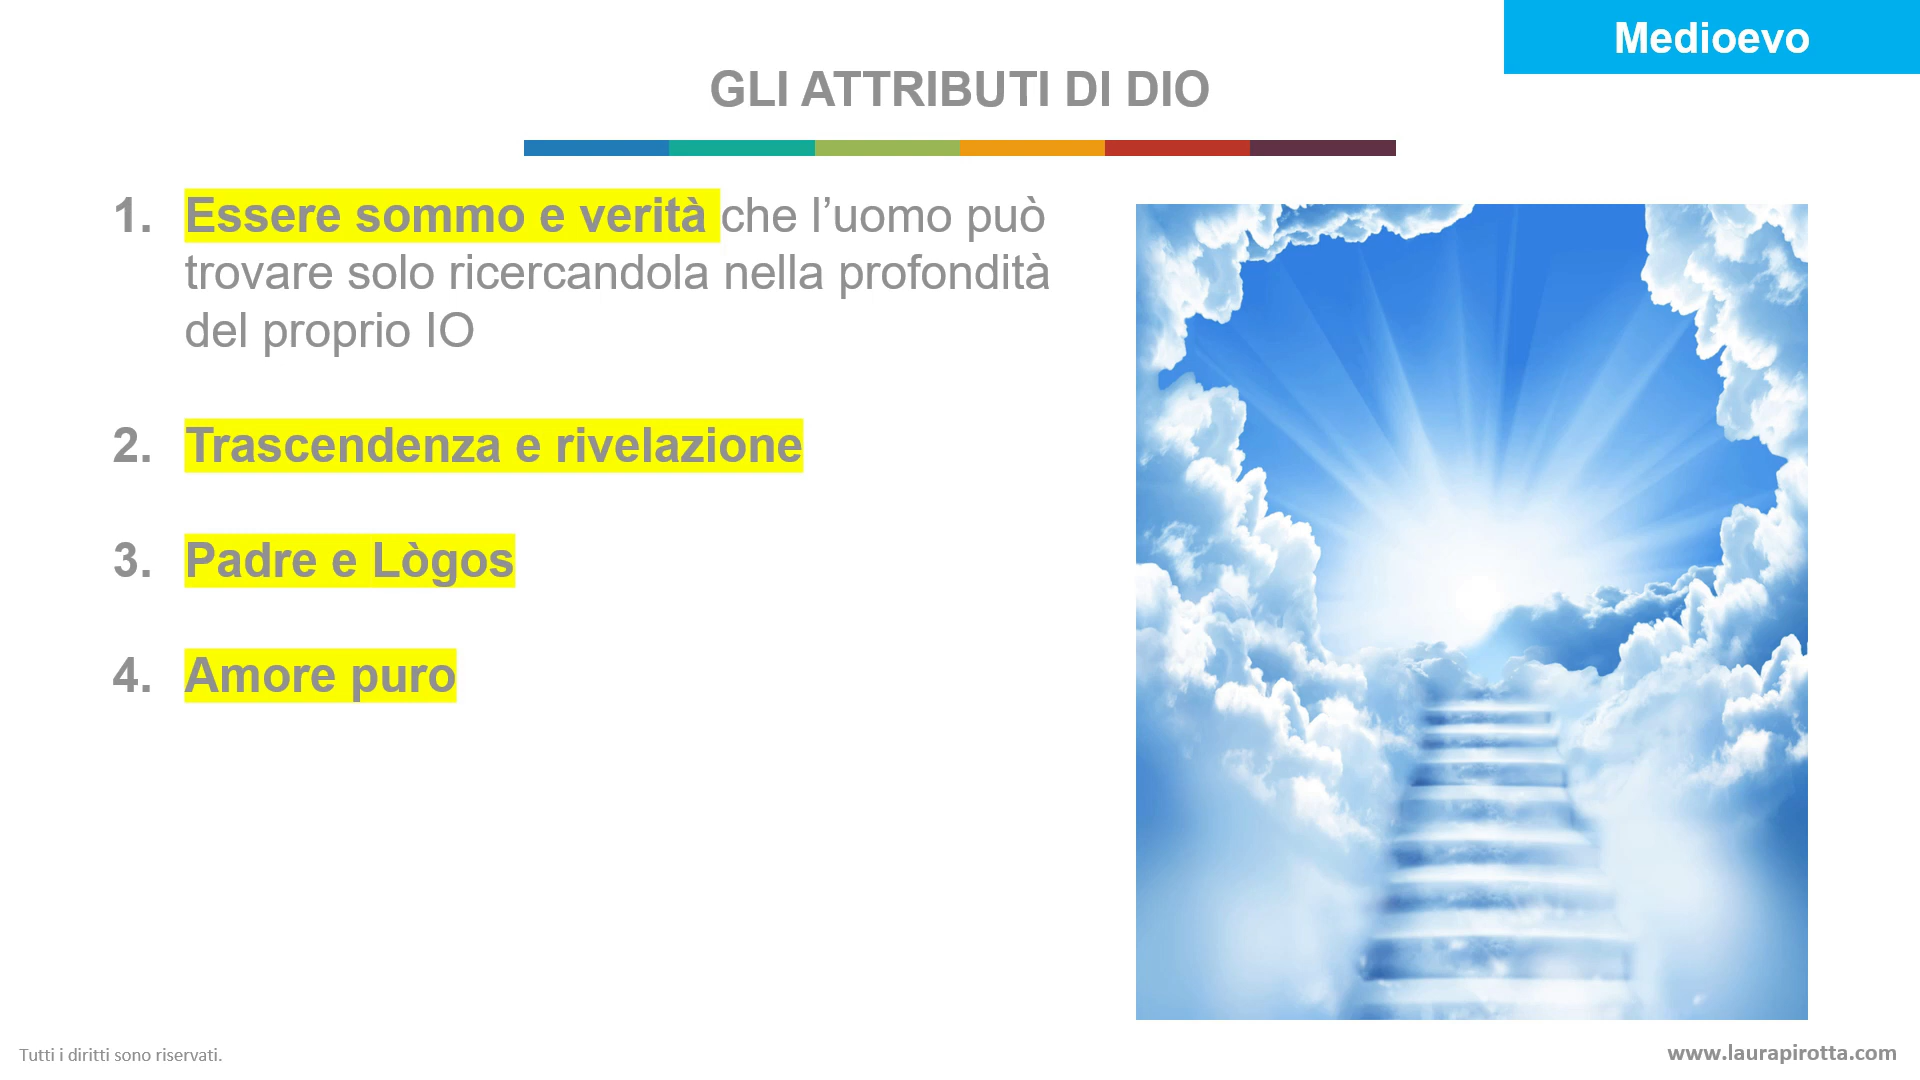 Medioevo
GLI ATTRIBUTI DI DIO
1. Essere sommo e verità che l’uomo può
trovare solo ricercandola nella profondità
del proprio IO
2. Trascendenza e rivelazione
3. Padre e Lògos
4. Amore puro
Tutti i diritti sono riservati.
www.laurapirotta.com